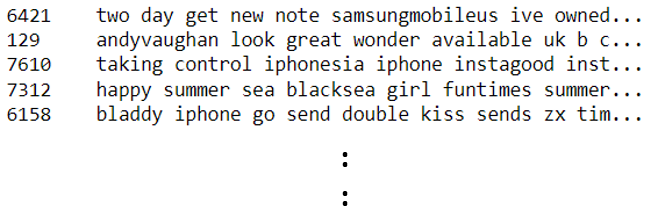 6421 two day get new note samsungmobileus ive owned...
129 andyvaughan look great wonder available uk b c...
7610 taking control iphonesia iphone instagood inst...
7312 happy summer sea blacksea girl funtimes summer...
6158 bladdy iphone go send double kiss sends zx tim...
:
: